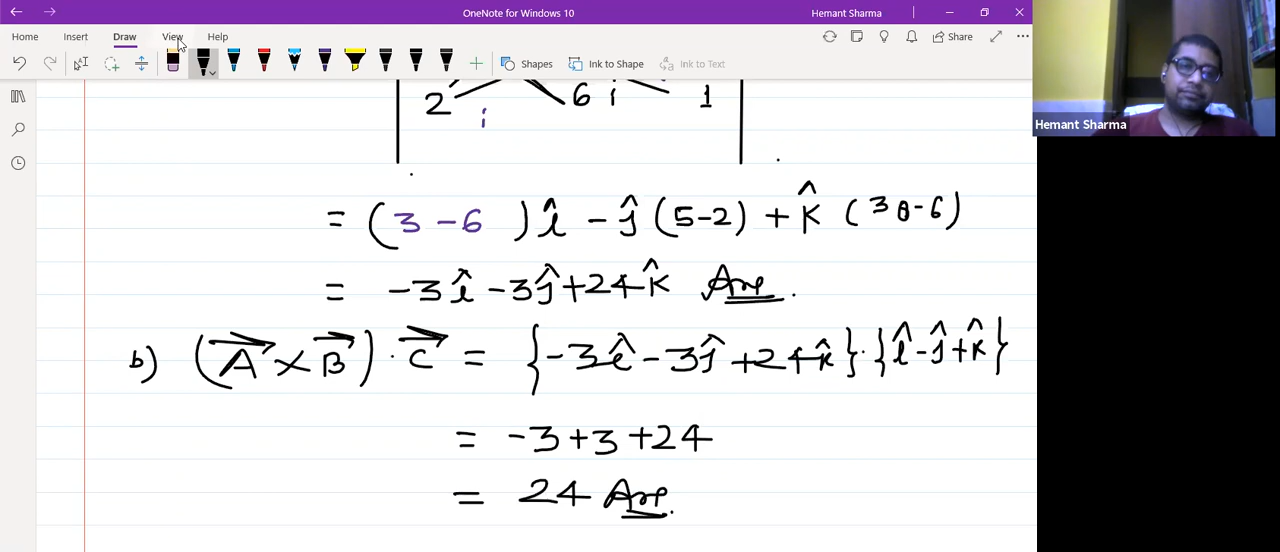 OneNote for Windows 10
Hemant Sharma
Home Insert Draw View Help
Share
Shapes Ink to Shape Ink to Text
2 6 i 1
i
= (3 - 6) î - ĵ (5-2) + k̂ (30-6)
= -3î - 3ĵ + 24k̂ Ans.
b) (A⃗ × B⃗) · C⃗ = {-3î - 3ĵ + 24k̂} · {î - ĵ + k̂}
= -3 + 3 + 24
= 24 Ans.
Hemant Sharma